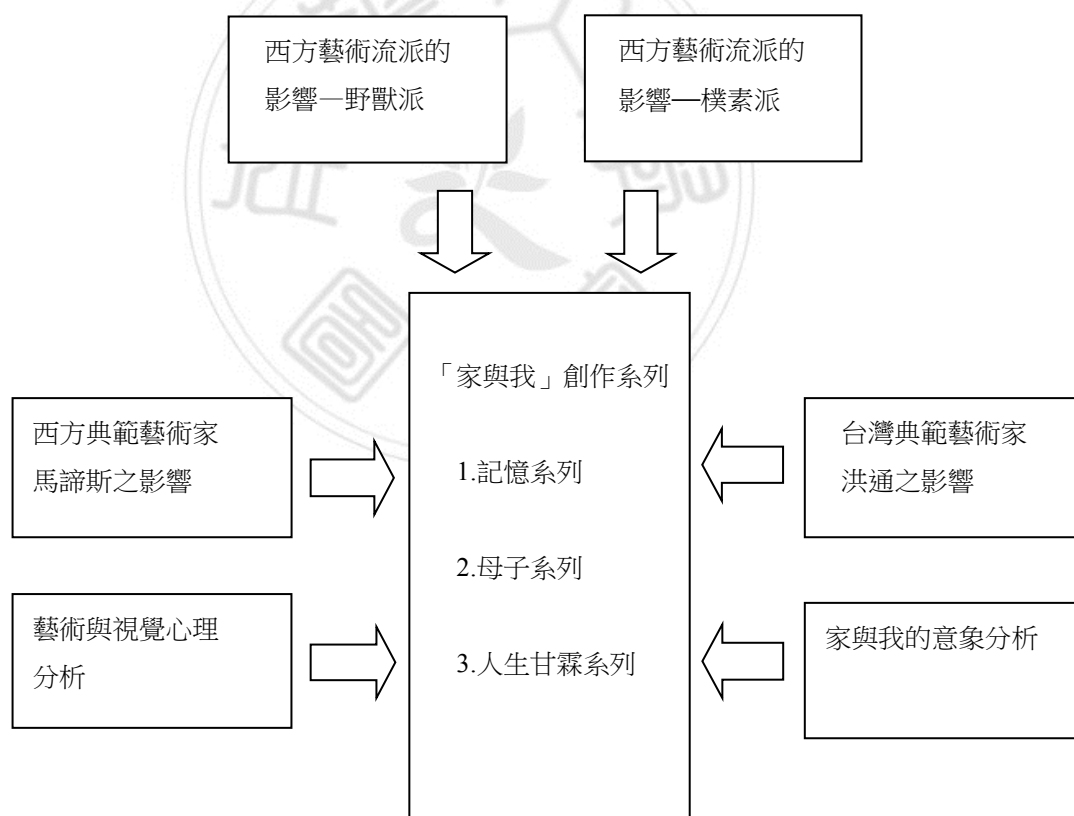 西方藝術流派的
影響—野獸派
西方藝術流派的
影響—樸素派
「家與我」創作系列
1.記憶系列
2.母子系列
3.人生甘霖系列
西方典範藝術家
馬諦斯之影響
台灣典範藝術家
洪通之影響
藝術與視覺心理
分析
家與我的意象分析